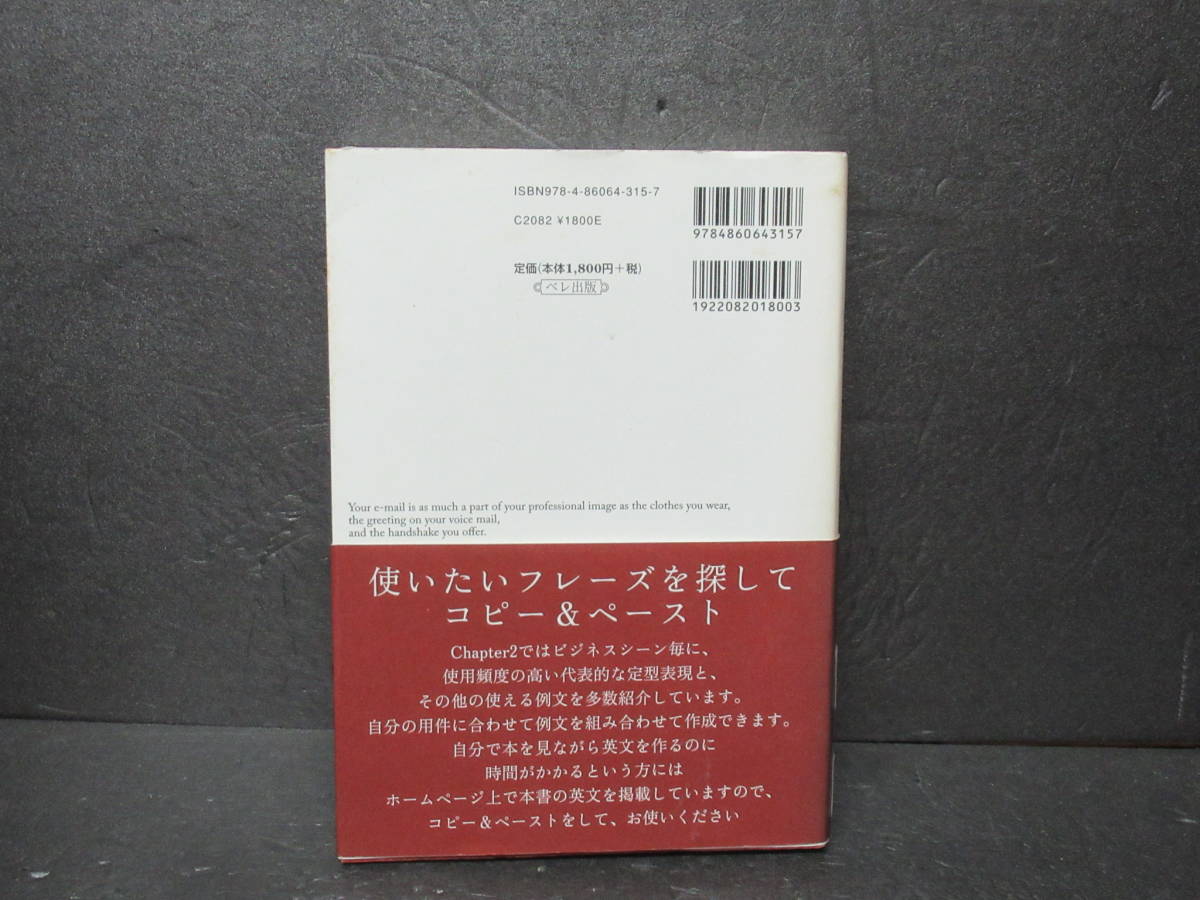 ISBN978-4-86064-315-7
C2082 ¥1800E
定価(本体1,800円+税)
ベレ出版
9784860643157
1922082018003
Your e-mail is as much a part of your professional image as the clothes you wear,
the greeting on your voice mail,
and the handshake you offer.
使いたいフレーズを探して
コピー&ペースト
Chapter2ではビジネスシーン毎に、
使用頻度の高い代表的な定型表現と、
その他の使える例文を多数紹介しています。
自分の用件に合わせて例文を組み合わせて作成できます。
自分で本を見ながら英文を作るのに
時間がかかるという方には
ホームページ上で本書の英文を掲載していますので、
コピー&ペーストをして、お使いください